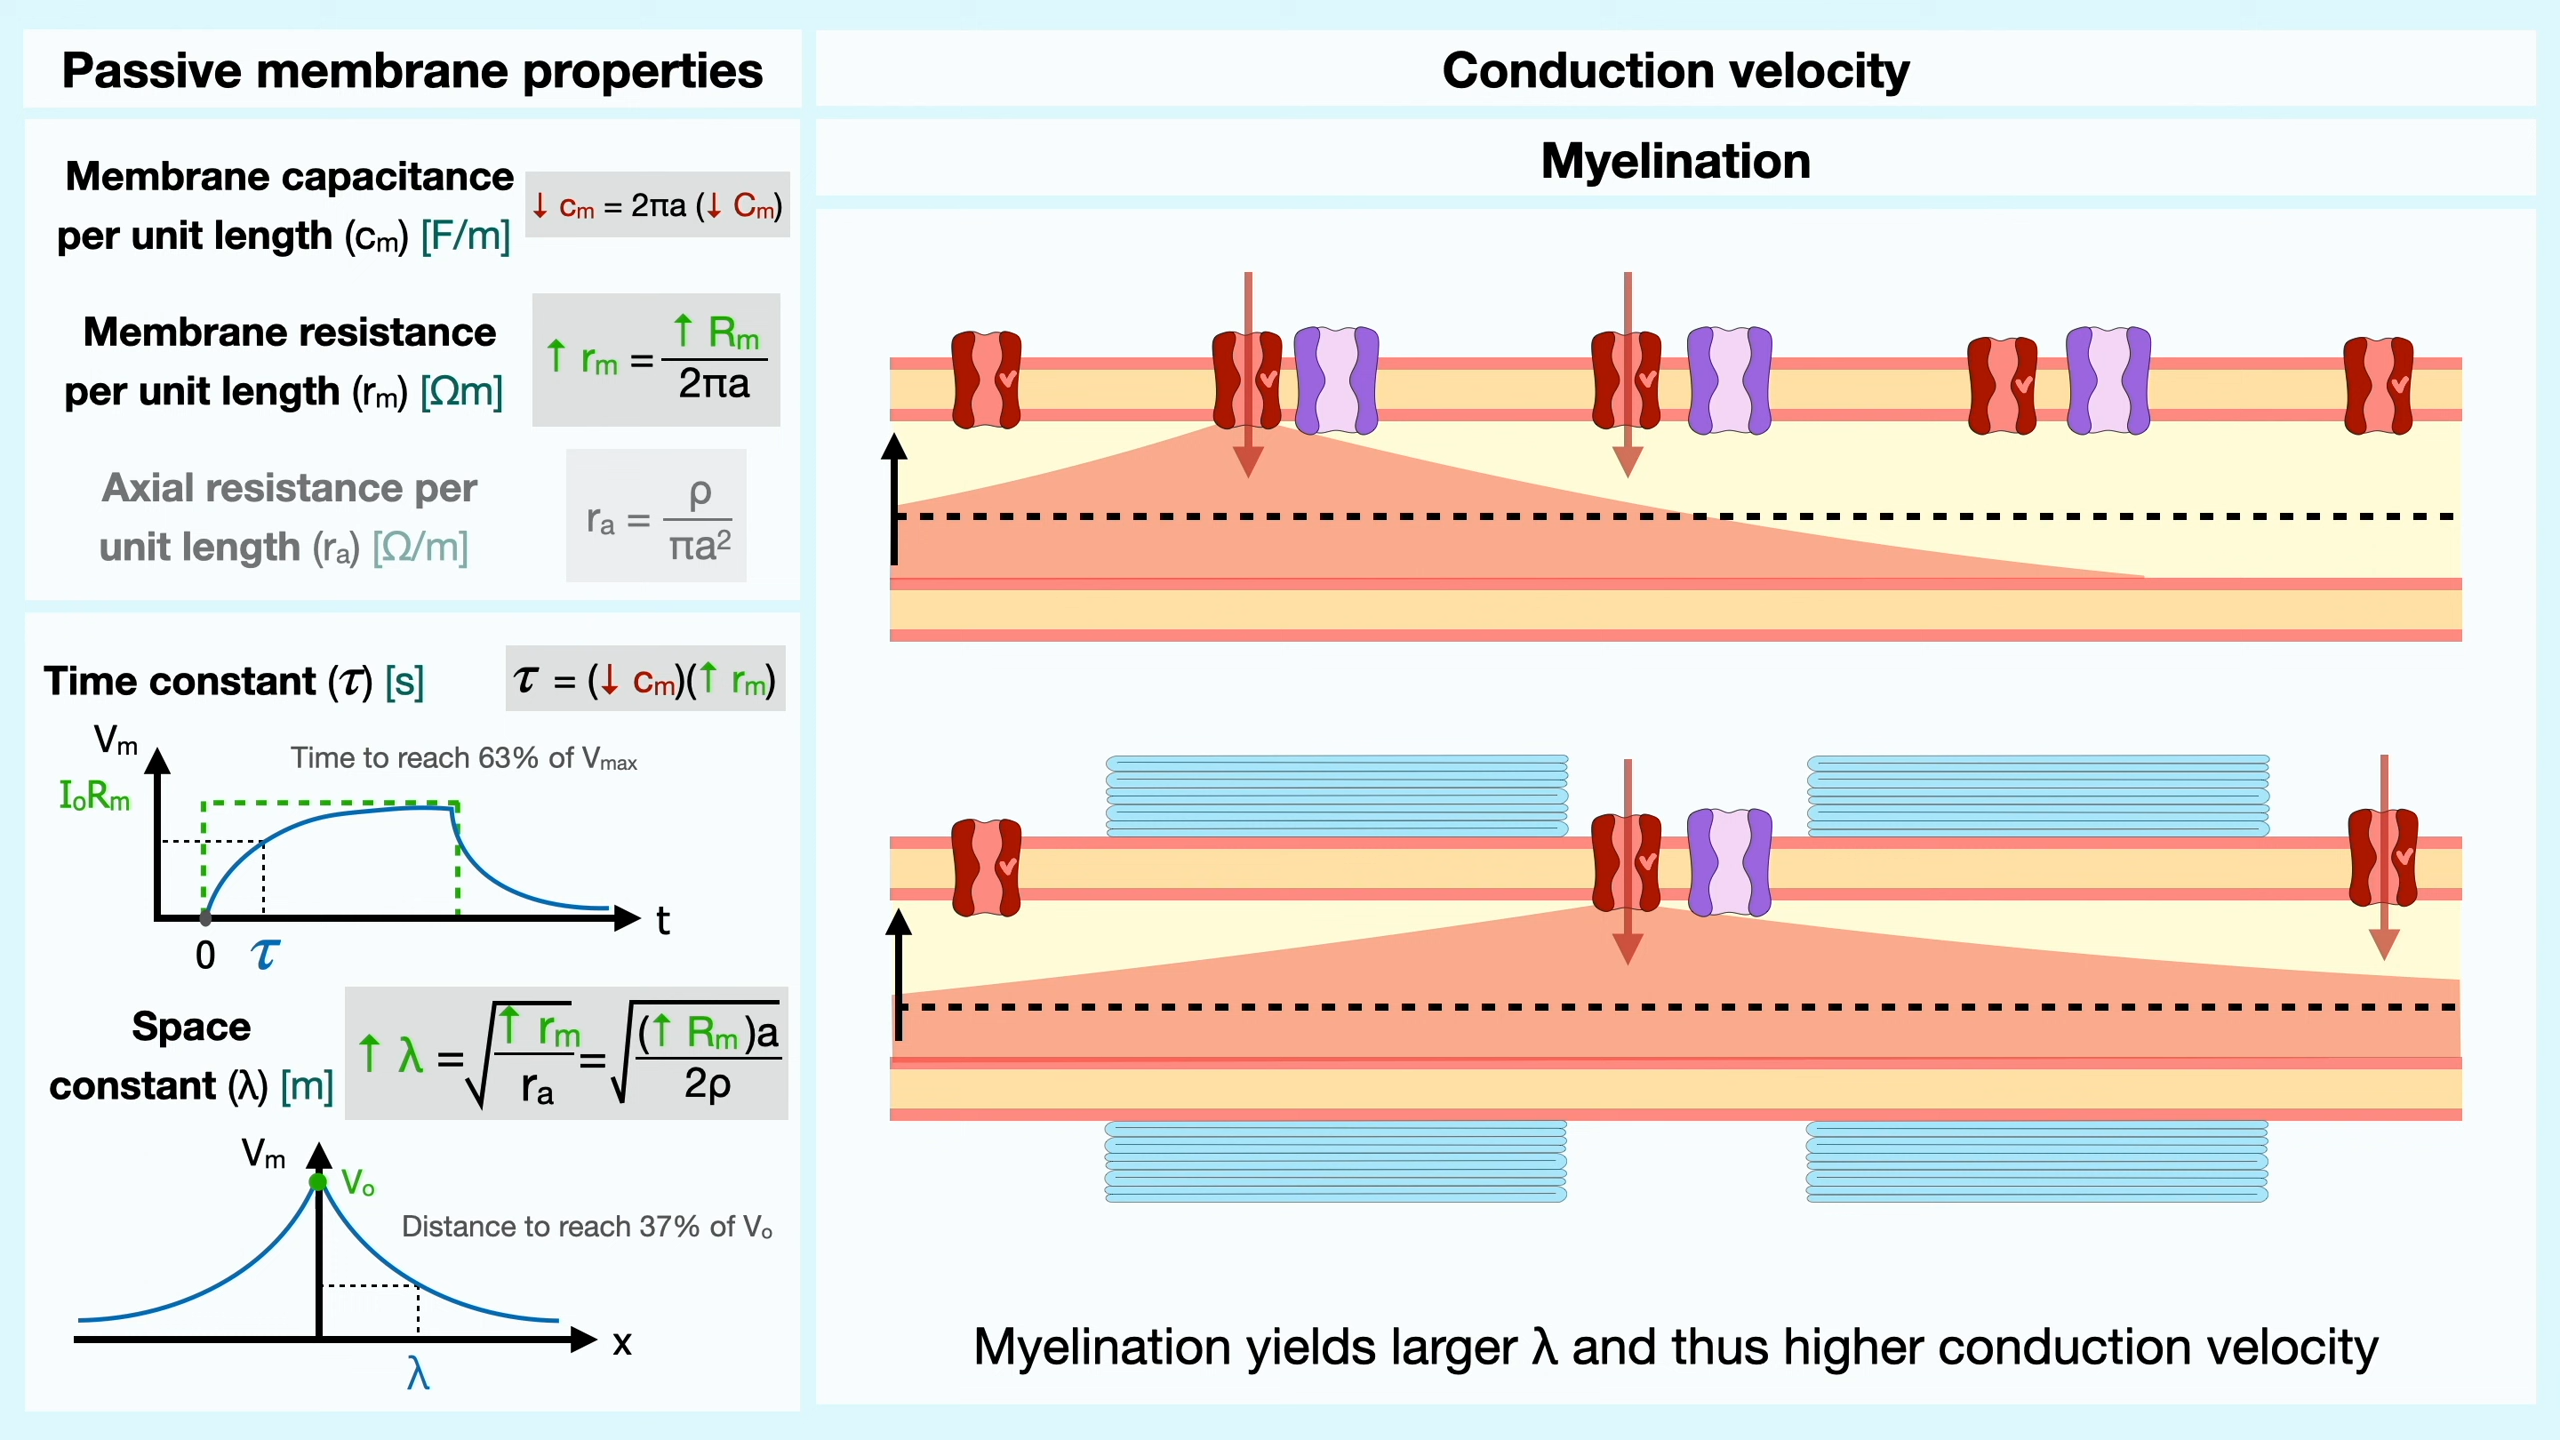 Passive membrane properties
Membrane capacitance
per unit length (cₘ) [F/m]
↓ cₘ = 2πa (↓ Cₘ)
Membrane resistance
per unit length (rₘ) [Ωm]
↑ rₘ = ↑ Rₘ / 2πa
Axial resistance per
unit length (rₐ) [Ω/m]
rₐ = ρ / πa²
Time constant (τ) [s]
τ = (↓ cₘ)(↑ rₘ)
Vₘ
Time to reach 63% of Vₘₐₓ
I₀Rₘ
t
0
τ
Space
constant (λ) [m]
↑ λ = √(↑ rₘ / rₐ) = √((↑ Rₘ)a / 2ρ)
Vₘ
V₀
Distance to reach 37% of V₀
x
λ
Conduction velocity
Myelination
Myelination yields larger λ and thus higher conduction velocity